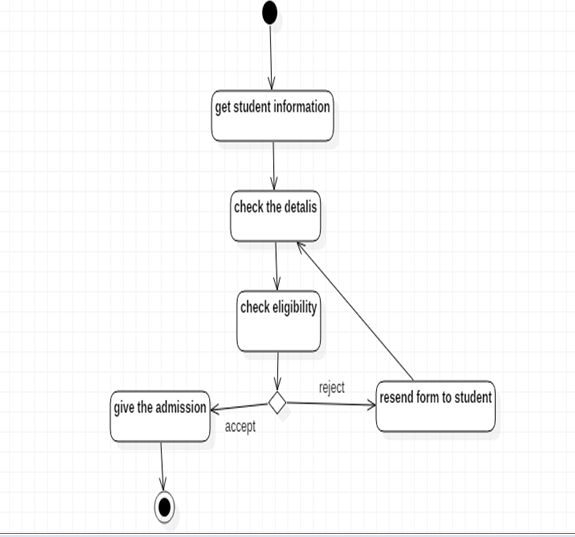 get student information
check the detalis
check eligibility
reject
resend form to student
give the admission
accept